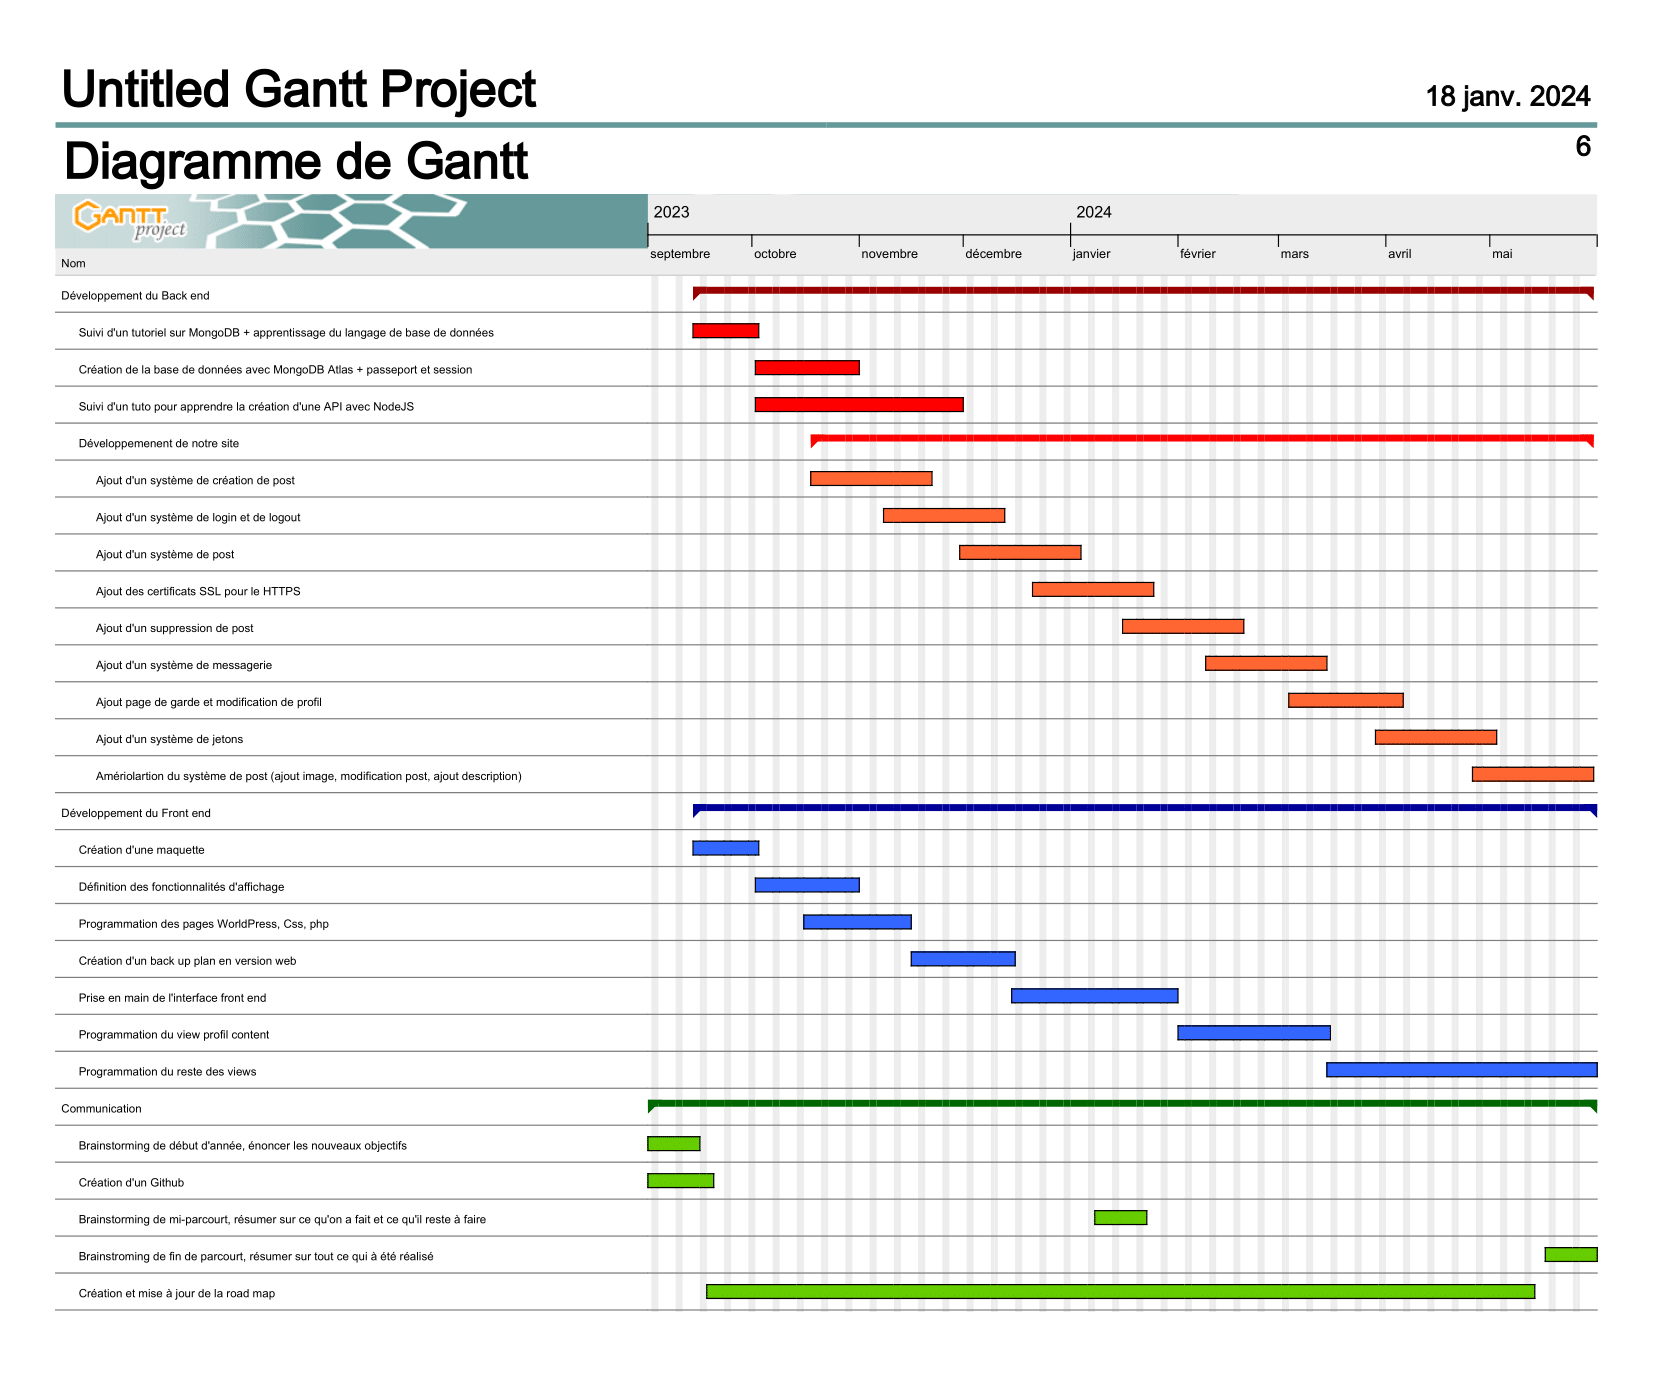 Untitled Gantt Project
18 janv. 2024
Diagramme de Gantt
6
GANTT
project
2023
2024
Nom
septembre
octobre
novembre
décembre
janvier
février
mars
avril
mai
Développement du Back end
Suivi d'un tutoriel sur MongoDB + apprentissage du langage de base de données
Création de la base de données avec MongoDB Atlas + passeport et session
Suivi d'un tuto pour apprendre la création d'une API avec NodeJS
Développemenent de notre site
Ajout d'un système de création de post
Ajout d'un système de login et de logout
Ajout d'un système de post
Ajout des certificats SSL pour le HTTPS
Ajout d'un suppression de post
Ajout d'un système de messagerie
Ajout page de garde et modification de profil
Ajout d'un système de jetons
Amériolartion du système de post (ajout image, modification post, ajout description)
Développement du Front end
Création d'une maquette
Définition des fonctionnalités d'affichage
Programmation des pages WorldPress, Css, php
Création d'un back up plan en version web
Prise en main de l'interface front end
Programmation du view profil content
Programmation du reste des views
Communication
Brainstorming de début d'année, énoncer les nouveaux objectifs
Création d'un Github
Brainstorming de mi-parcourt, résumer sur ce qu'on a fait et ce qu'il reste à faire
Brainstroming de fin de parcourt, résumer sur tout ce qui à été réalisé
Création et mise à jour de la road map